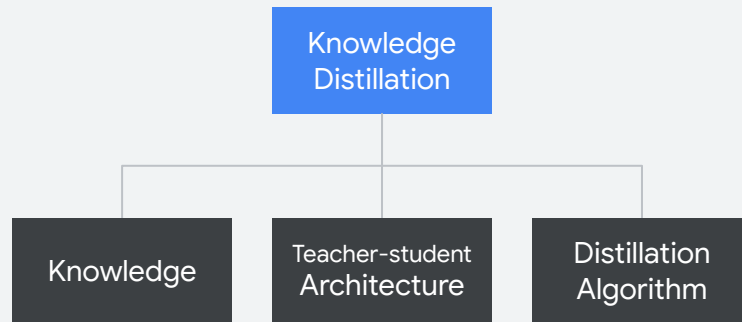 Knowledge
Distillation
Knowledge
Teacher-student
Architecture
Distillation
Algorithm